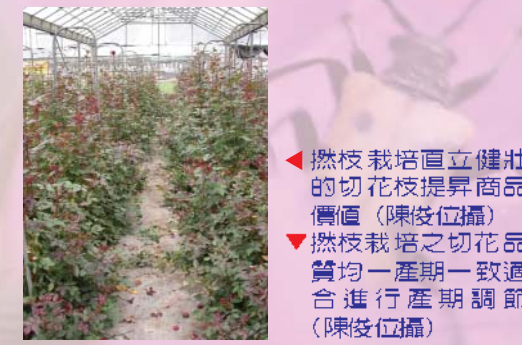 撚枝栽培直立健壯
的切花枝提昇商品
價值（陳俊位攝）
撚枝栽培之切花品
質均一產期一致適
合進行產期調節
（陳俊位攝）